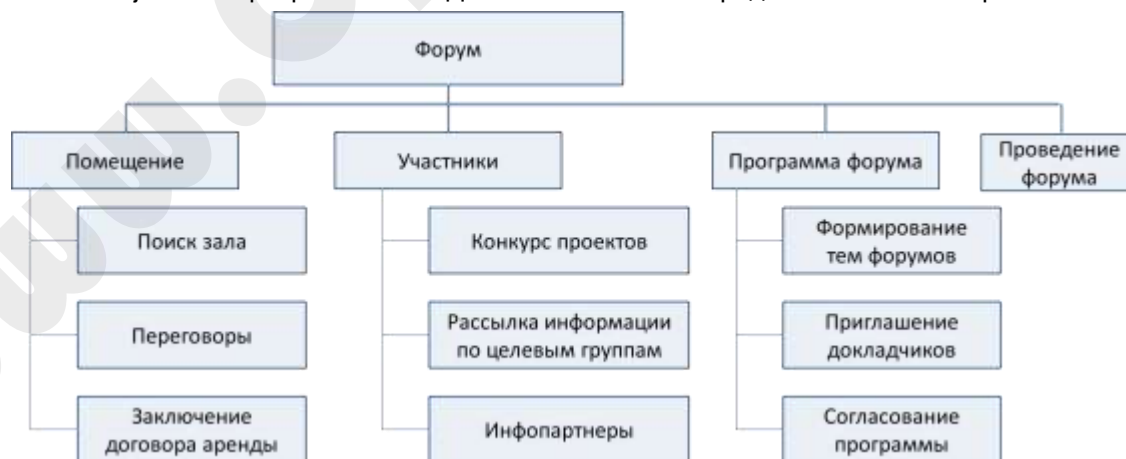 Форум
Помещение
Участники
Программа форума
Проведение
форума
Поиск зала
Конкурс проектов
Формирование
тем форумов
Переговоры
Рассылка информации
по целевым группам
Приглашение
докладчиков
Заключение
договора аренды
Инфопартнеры
Согласование
программы